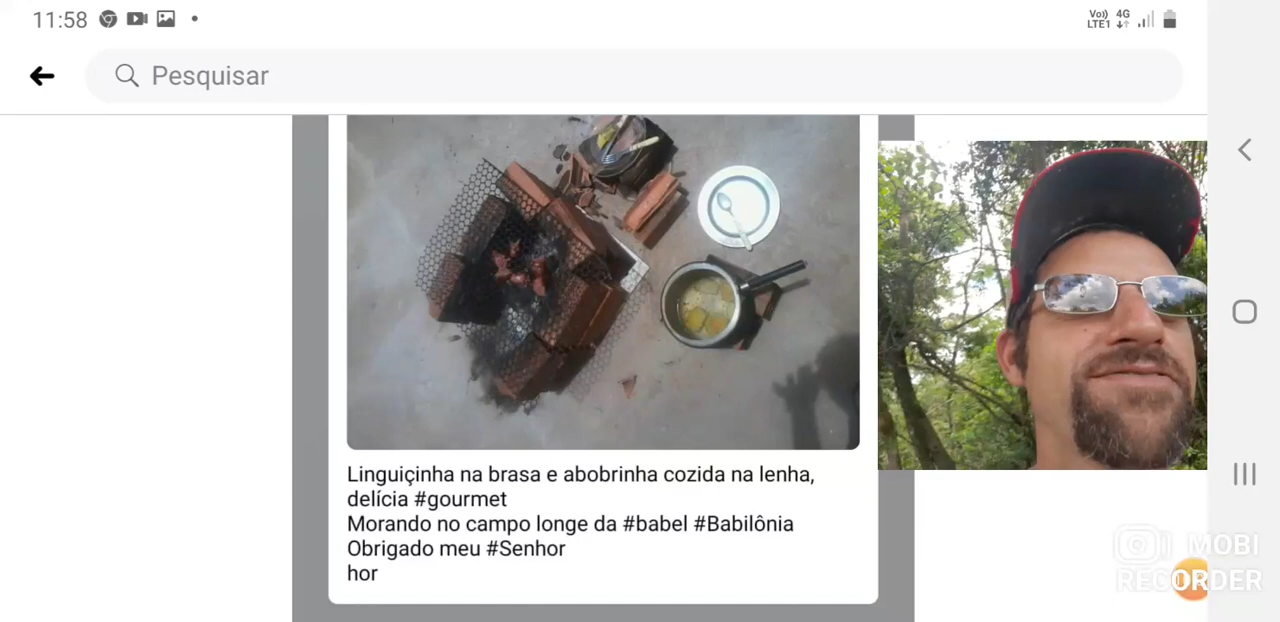 11:58
Vo))
LTE1
4G
Pesquisar
Linguiçinha na brasa e abobrinha cozida na lenha,
delícia #gourmet
Morando no campo longe da #babel #Babilônia
Obrigado meu #Senhor
hor
MOBI
RECORDER